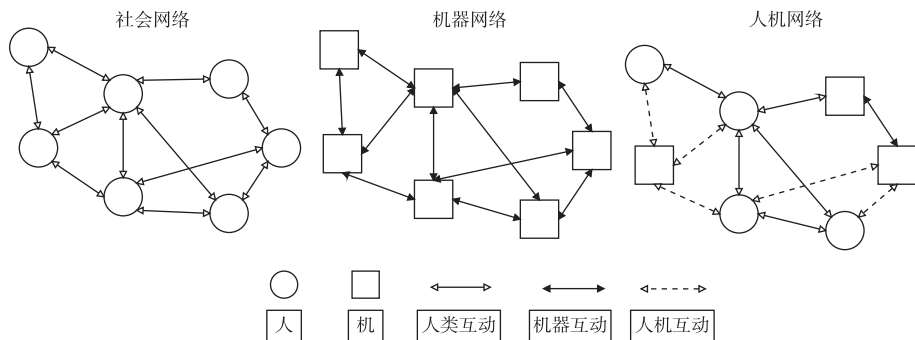 社会网络
机器网络
人机网络
人
机
人类互动
机器互动
人机互动